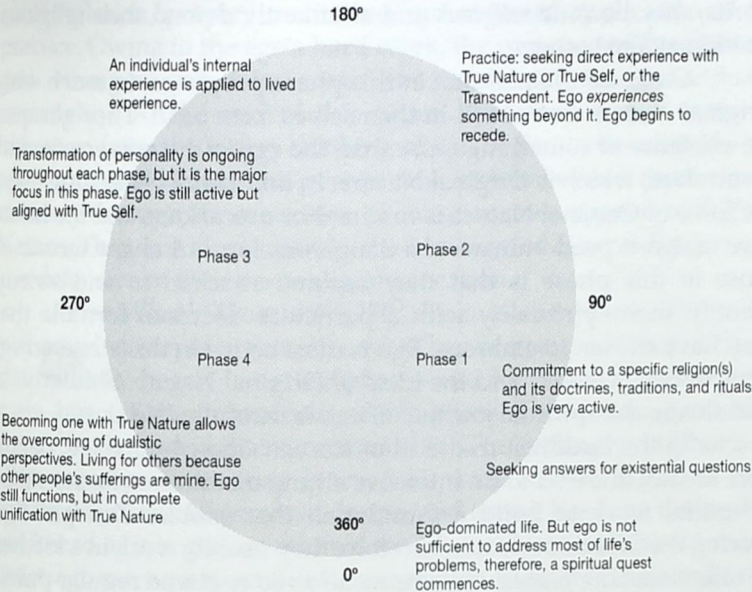 180°
An individual's internal
experience is applied to lived
experience.
Practice: seeking direct experience with
True Nature or True Self, or the
Transcendent. Ego experiences
something beyond it. Ego begins to
recede.
Transformation of personality is ongoing
throughout each phase, but it is the major
focus in this phase. Ego is still active but
aligned with True Self.
Phase 3
Phase 2
270°
90°
Phase 4
Phase 1
Commitment to a specific religion(s)
and its doctrines, traditions, and rituals
Ego is very active.
Becoming one with True Nature allows
the overcoming of dualistic
perspectives. Living for others because
other people's sufferings are mine. Ego
still functions, but in complete
unification with True Nature
Seeking answers for existential questions
360°
0°
Ego-dominated life. But ego is not
sufficient to address most of life's
problems, therefore, a spiritual quest
commences.